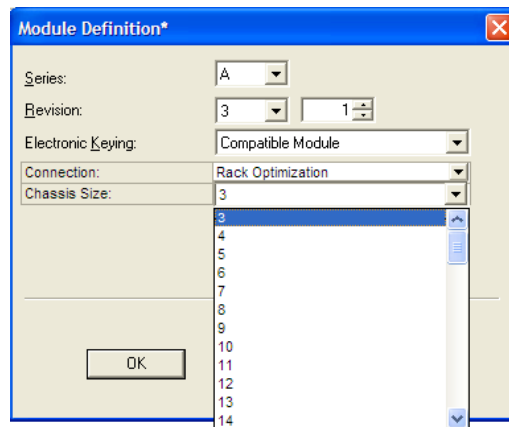 Module Definition*
Series: A
Revision: 3 1
Electronic Keying: Compatible Module
Connection: Rack Optimization
Chassis Size: 3
3
4
5
6
7
8
9
10
11
12
13
14
OK